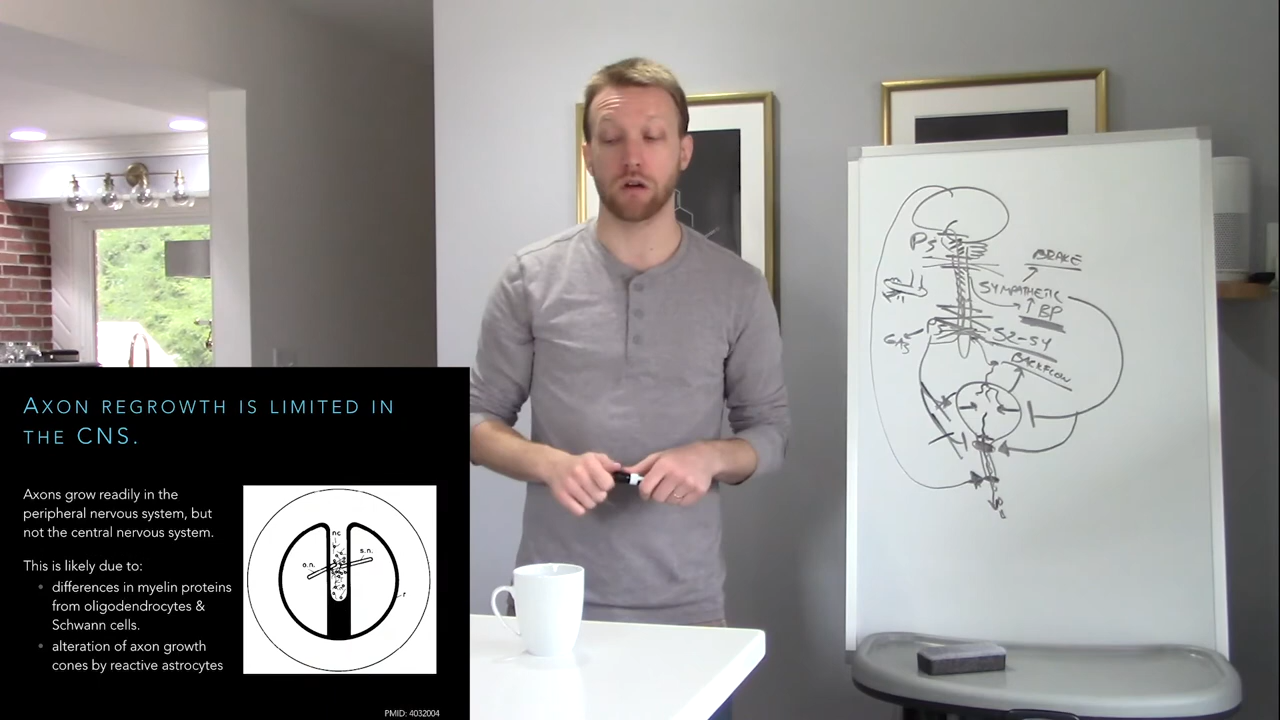 AXON REGROWTH IS LIMITED IN
THE CNS.
Axons grow readily in the
peripheral nervous system, but
not the central nervous system.
This is likely due to:
• differences in myelin proteins
from oligodendrocytes &
Schwann cells.
• alteration of axon growth
cones by reactive astrocytes
nc
o.n.
s.n.
r
PMID: 4032004
BRAKE
SYMPATHETIC
↑ BP
S2-S4
BACKFLOW